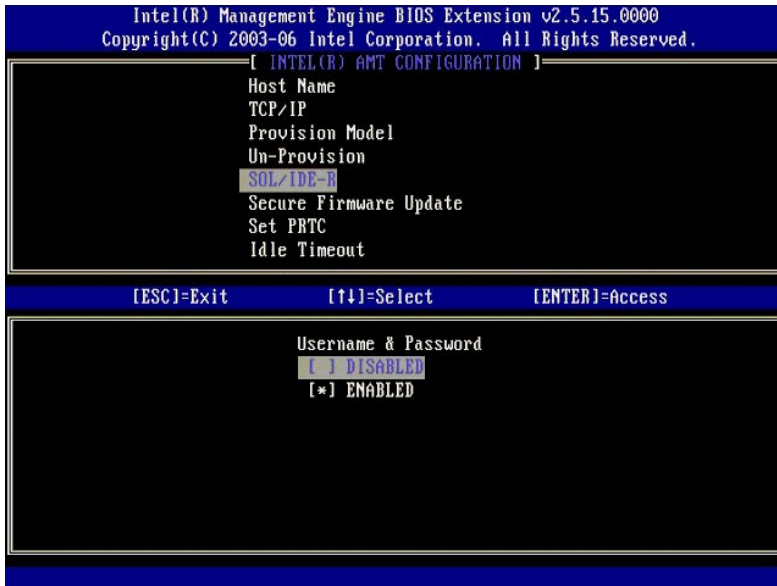 Intel(R) Management Engine BIOS Extension v2.5.15.0000
Copyright(C) 2003-06 Intel Corporation. All Rights Reserved.
[ INTEL(R) AMT CONFIGURATION ]
Host Name
TCP/IP
Provision Model
Un-Provision
SOL/IDE-R
Secure Firmware Update
Set PRTC
Idle Timeout
[ESC]=Exit [↑↓]=Select [ENTER]=Access
Username & Password
[ ] DISABLED
[*] ENABLED